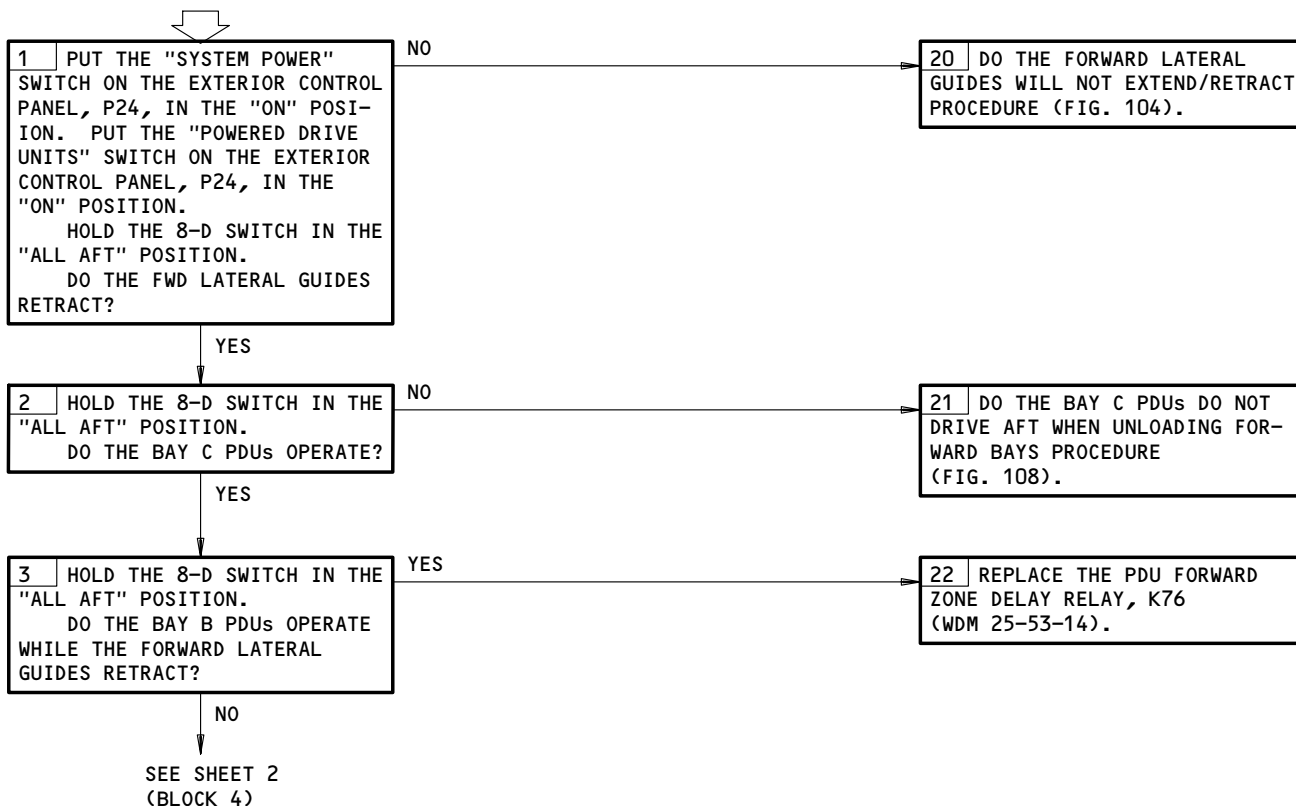 1 PUT THE "SYSTEM POWER"
SWITCH ON THE EXTERIOR CONTROL
PANEL, P24, IN THE "ON" POSI-
ION. PUT THE "POWERED DRIVE
UNITS" SWITCH ON THE EXTERIOR
CONTROL PANEL, P24, IN THE
"ON" POSITION.
HOLD THE 8-D SWITCH IN THE
"ALL AFT" POSITION.
DO THE FWD LATERAL GUIDES
RETRACT?
NO
20 DO THE FORWARD LATERAL
GUIDES WILL NOT EXTEND/RETRACT
PROCEDURE (FIG. 104).
YES
2 HOLD THE 8-D SWITCH IN THE
"ALL AFT" POSITION.
DO THE BAY C PDUs OPERATE?
NO
21 DO THE BAY C PDUs DO NOT
DRIVE AFT WHEN UNLOADING FOR-
WARD BAYS PROCEDURE
(FIG. 108).
YES
3 HOLD THE 8-D SWITCH IN THE
"ALL AFT" POSITION.
DO THE BAY B PDUs OPERATE
WHILE THE FORWARD LATERAL
GUIDES RETRACT?
YES
22 REPLACE THE PDU FORWARD
ZONE DELAY RELAY, K76
(WDM 25-53-14).
NO
SEE SHEET 2
(BLOCK 4)